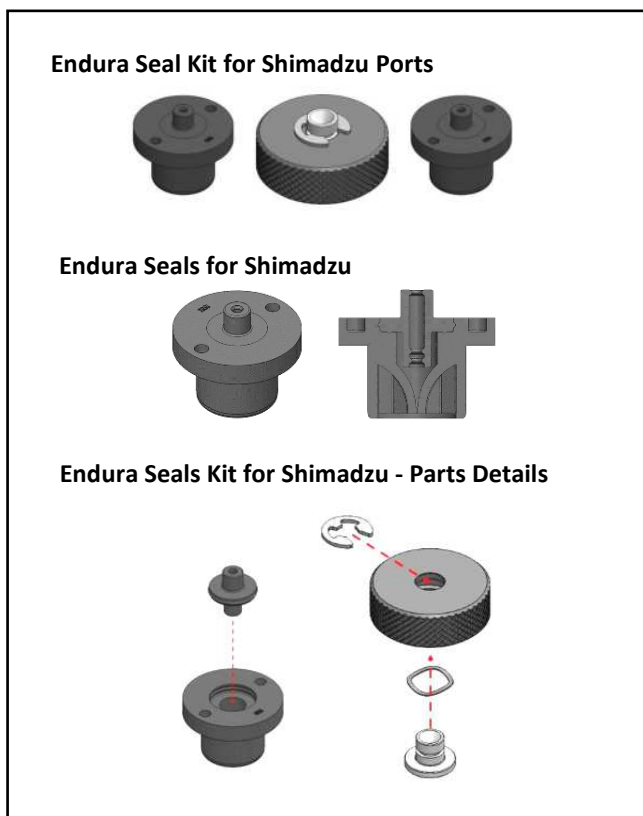 Endura Seal Kit for Shimadzu Ports
Endura Seals for Shimadzu
Endura Seals Kit for Shimadzu - Parts Details